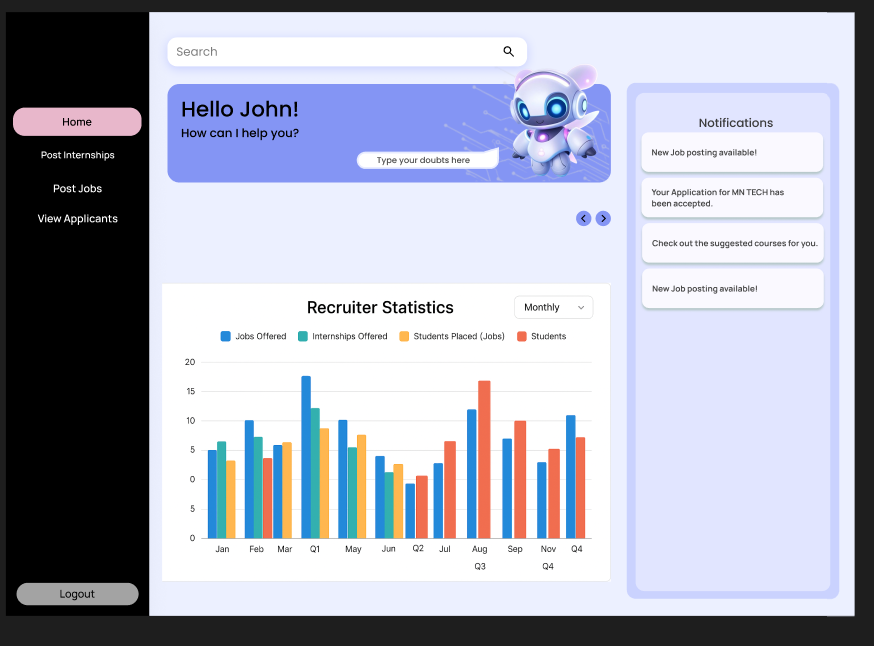 Search
Home
Post Internships
Post Jobs
View Applicants
Logout
Hello John!
How can I help you?
Type your doubts here
Recruiter Statistics
Monthly
Jobs Offered
Internships Offered
Students Placed (Jobs)
Students
20
15
10
5
0
5
0
Jan
Feb
Mar
Q1
May
Jun
Q2
Jul
Aug
Sep
Nov
Q4
Q3
Q4
Notifications
New Job posting available!
Your Application for MN TECH has
been accepted.
Check out the suggested courses for you.
New Job posting available!